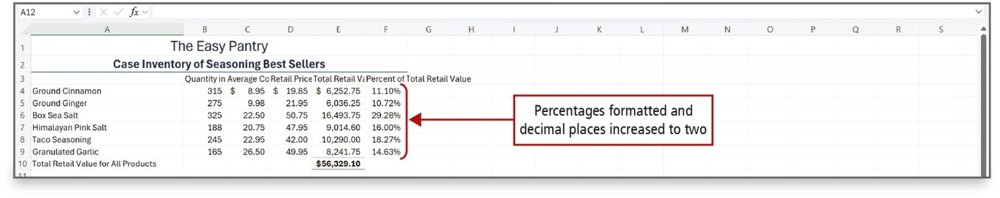 A12 fx
A B C D E F G H I J K L M N O P Q R S
1 The Easy Pantry
2 Case Inventory of Seasoning Best Sellers
3 Quantity in Average Co Retail Price Total Retail Va Percent of Total Retail Value
4 Ground Cinnamon 315 $ 8.95 $ 19.85 $ 6,252.75 11.10%
5 Ground Ginger 275 9.98 21.95 6,036.25 10.72%
6 Box Sea Salt 325 22.50 50.75 16,493.75 29.28%
7 Himalayan Pink Salt 188 20.75 47.95 9,014.60 16.00%
8 Taco Seasoning 245 22.95 42.00 10,290.00 18.27%
9 Granulated Garlic 165 26.50 49.95 8,241.75 14.63%
10 Total Retail Value for All Products $56,329.10
11
Percentages formatted and
decimal places increased to two